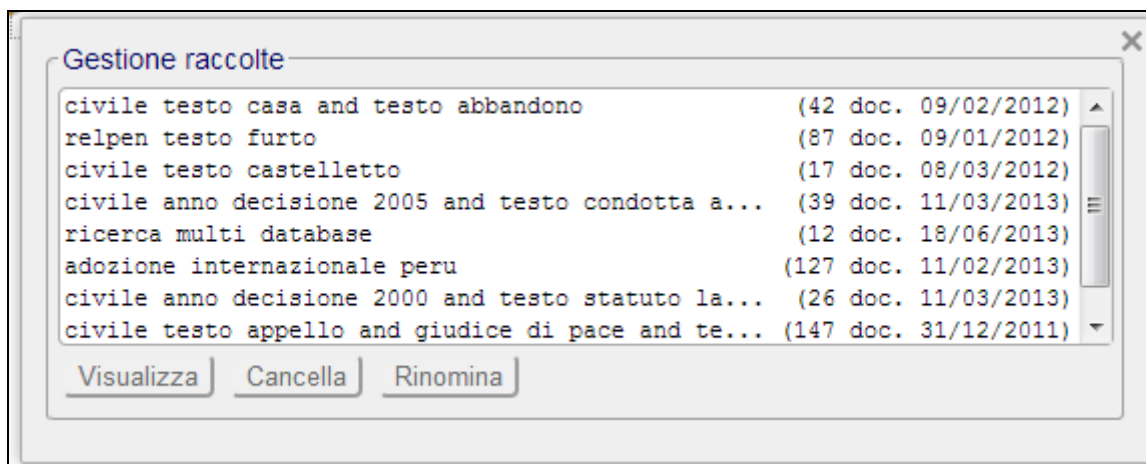 Gestione raccolte
civile testo casa and testo abbandono (42 doc. 09/02/2012)
relpen testo furto (87 doc. 09/01/2012)
civile testo castelletto (17 doc. 08/03/2012)
civile anno decisione 2005 and testo condotta a... (39 doc. 11/03/2013)
ricerca multi database (12 doc. 18/06/2013)
adozione internazionale peru (127 doc. 11/02/2013)
civile anno decisione 2000 and testo statuto la... (26 doc. 11/03/2013)
civile testo appello and giudice di pace and te... (147 doc. 31/12/2011)
Visualizza Cancella Rinomina